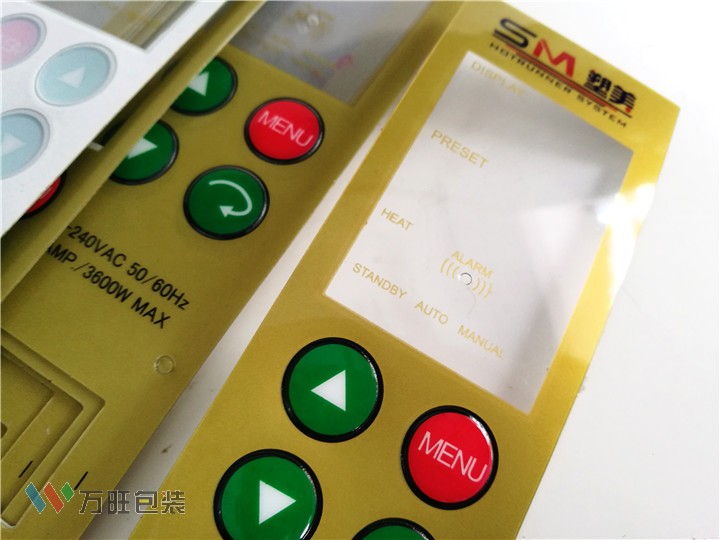 SM 塑美
HOTRUNNER SYSTEM
DISPLAY
PRESET
HEAT
ALARM
STANDBY AUTO MANUAL
MENU
MENU
240VAC 50/60Hz
AMP./3600W MAX
万旺包装